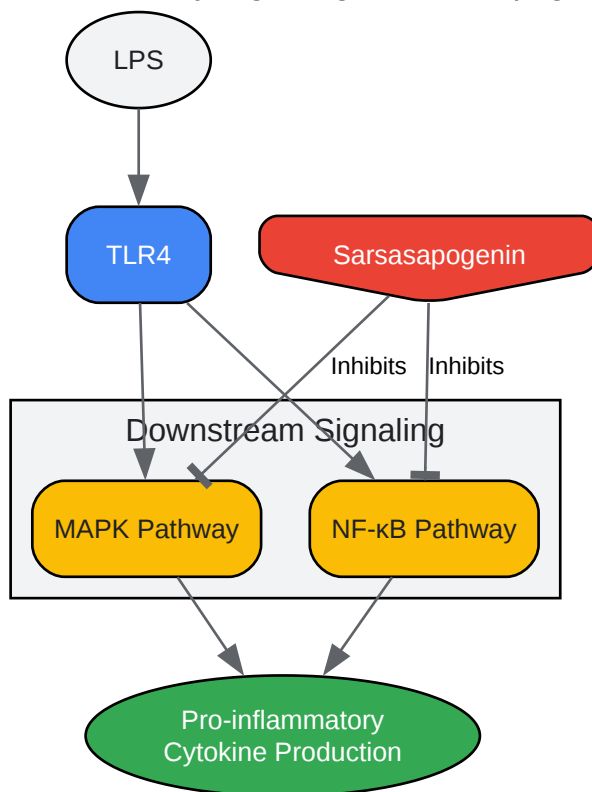 LPS
TLR4
Sarsasapogenin
Inhibits
Inhibits
Downstream Signaling
MAPK Pathway
NF-κB Pathway
Pro-inflammatory
Cytokine Production